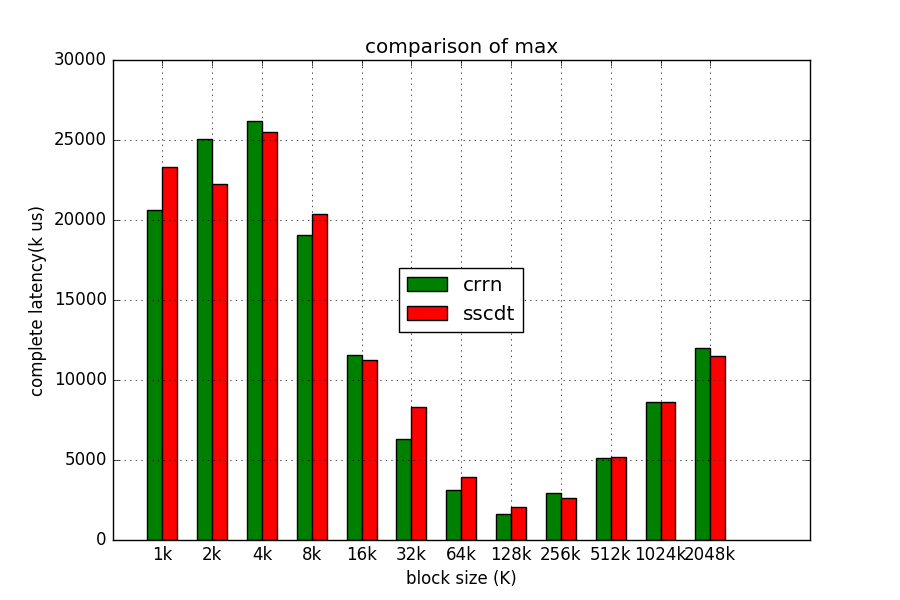 comparison of max
30000
25000
20000
15000
10000
5000
0
complete latency(k us)
crrn
sscdt
1k 2k 4k 8k 16k 32k 64k 128k 256k 512k 1024k 2048k
block size (K)